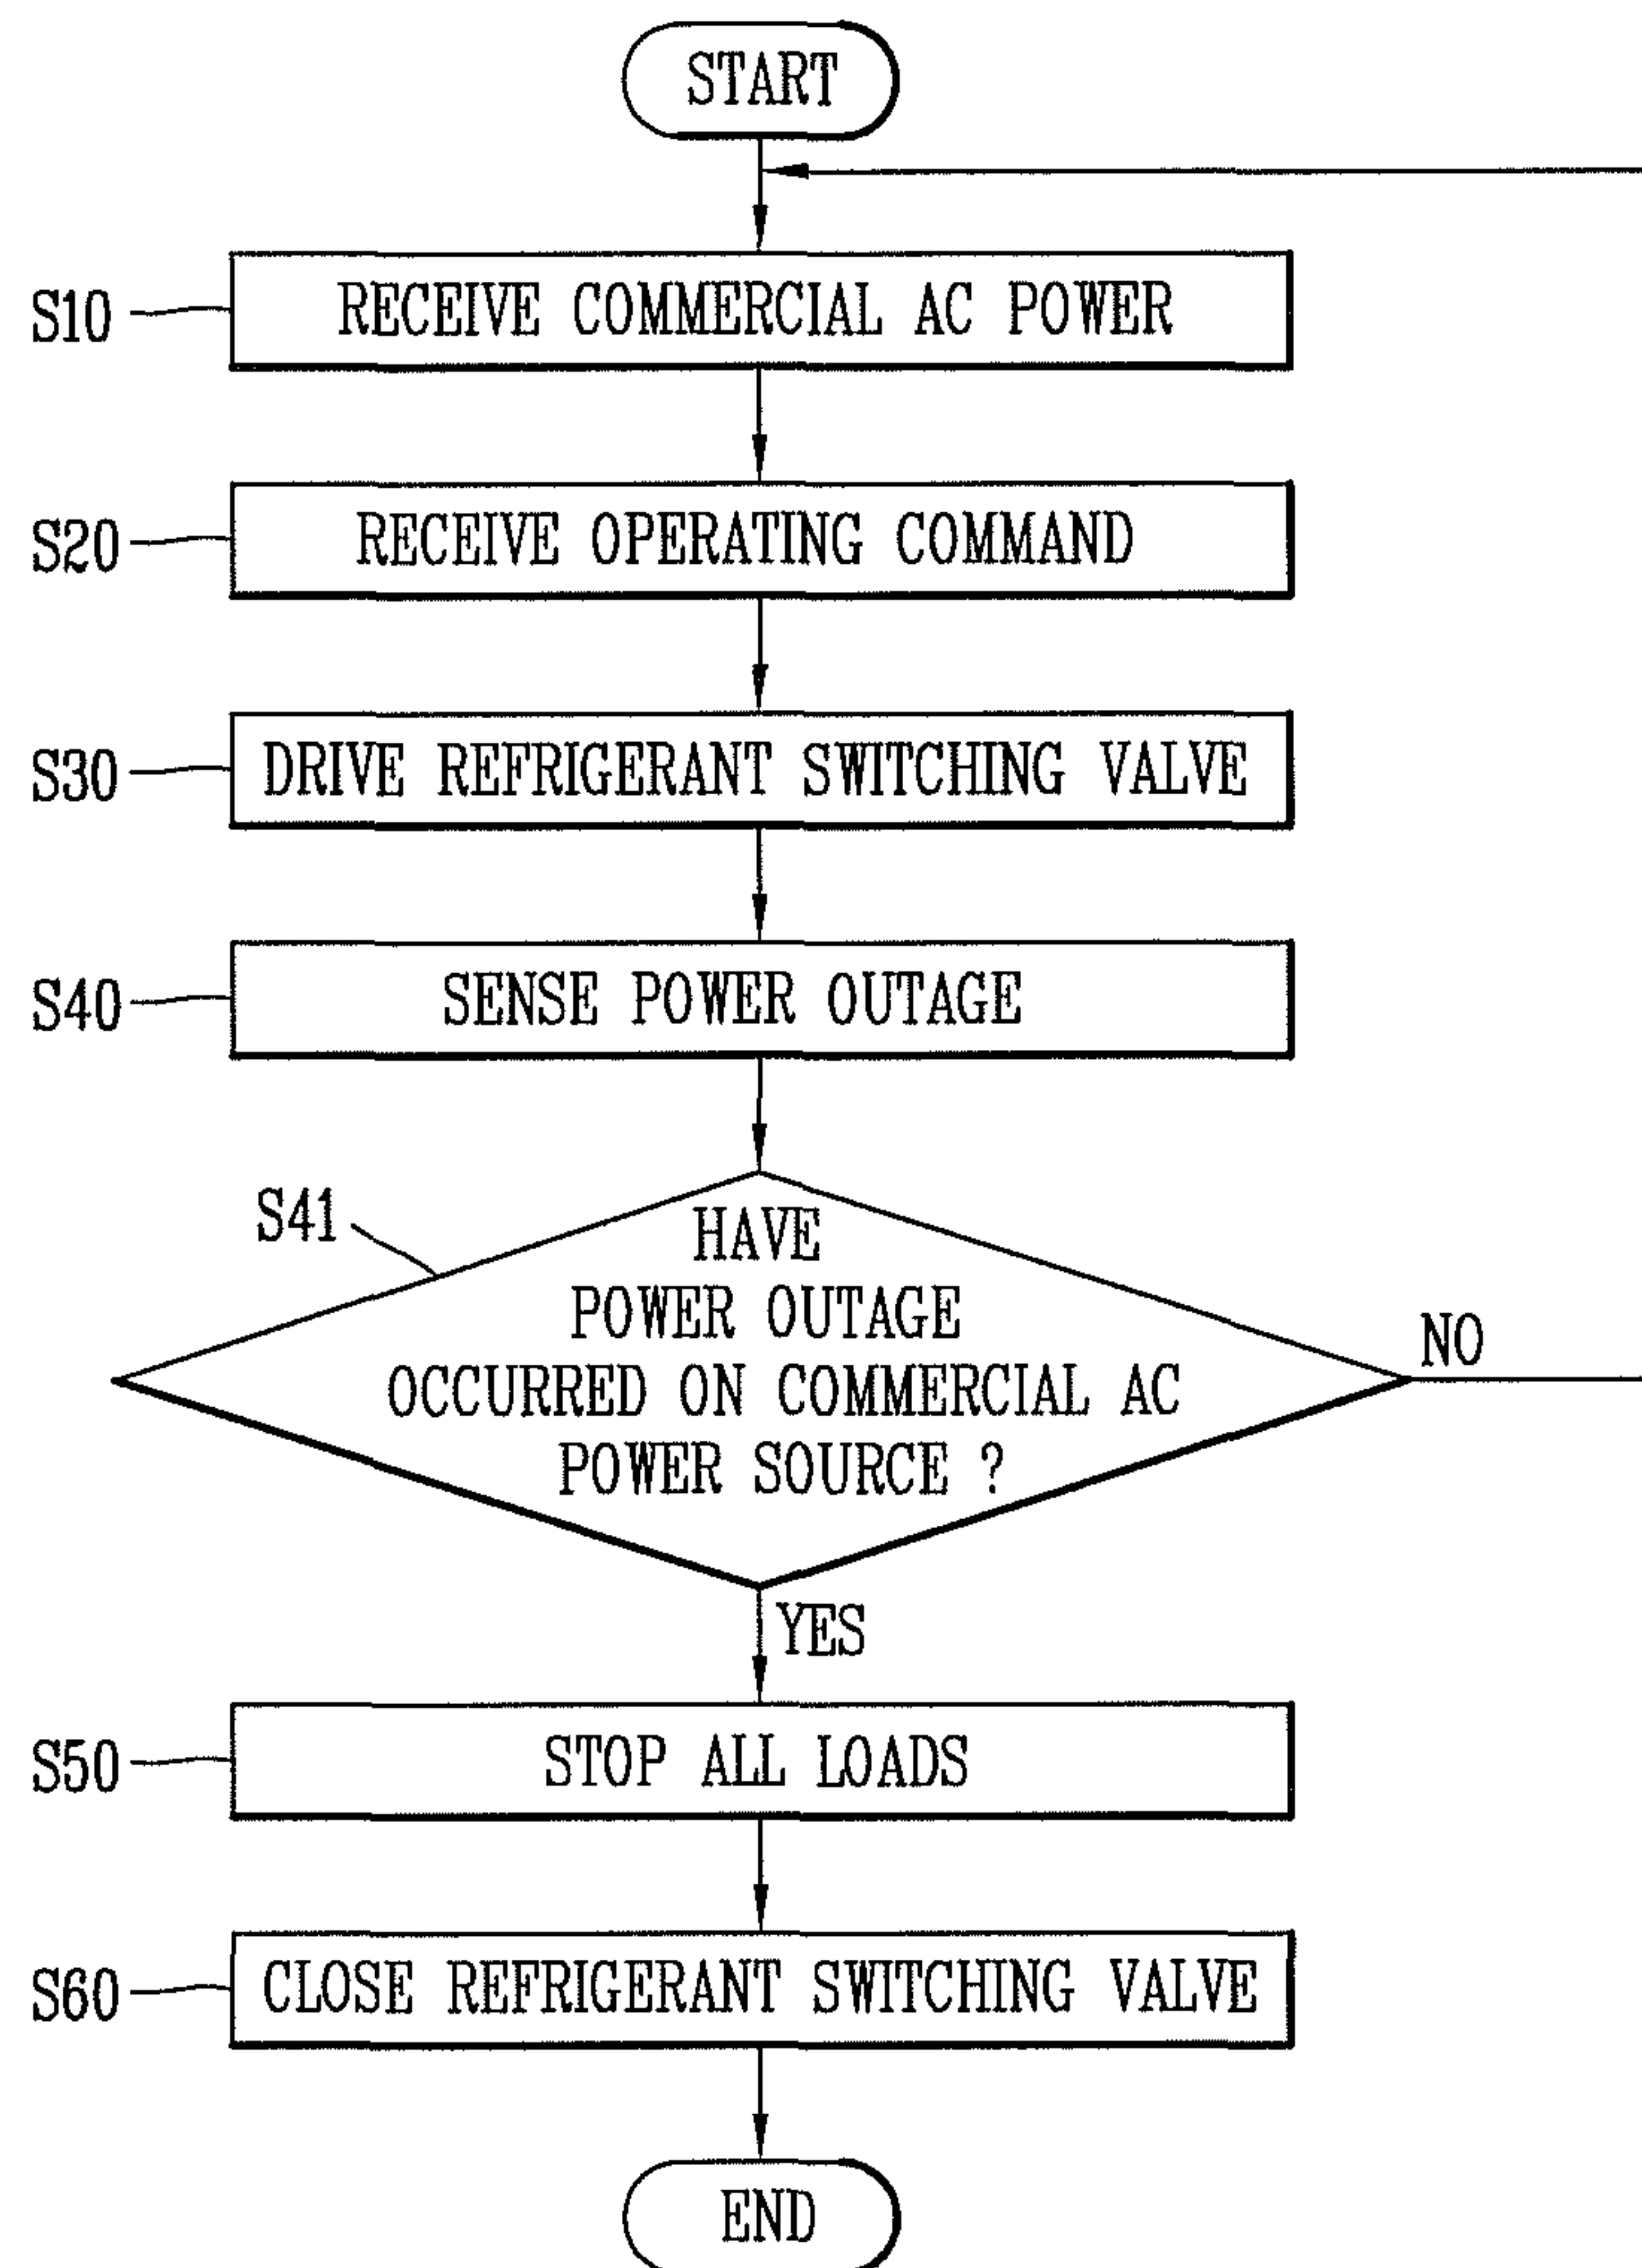 START
S10
RECEIVE COMMERCIAL AC POWER
S20
RECEIVE OPERATING COMMAND
S30
DRIVE REFRIGERANT SWITCHING VALVE
S40
SENSE POWER OUTAGE
S41
HAVE
POWER OUTAGE
OCCURRED ON COMMERCIAL AC
POWER SOURCE ?
NO
YES
S50
STOP ALL LOADS
S60
CLOSE REFRIGERANT SWITCHING VALVE
END